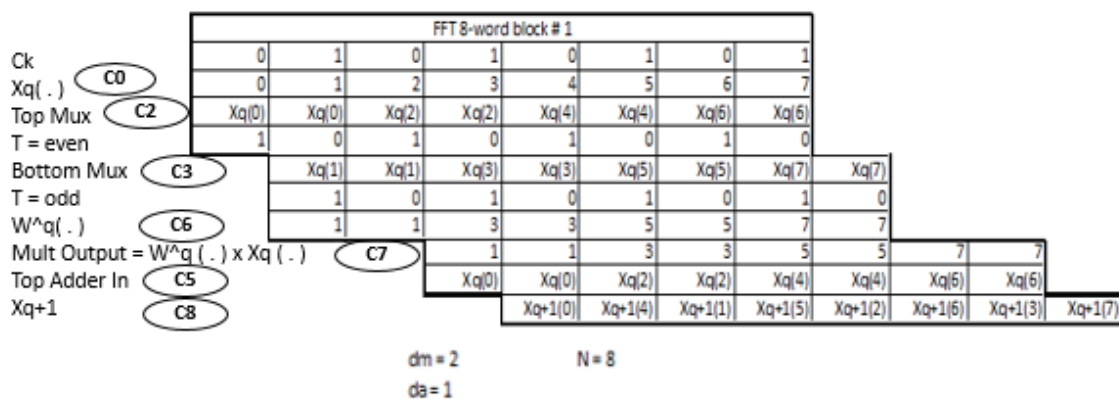 FFT 8-word block # 1
Ck 0 1 0 1 0 1 0 1
Xq( . ) C0 0 1 2 3 4 5 6 7
Top Mux C2 Xq(0) Xq(0) Xq(2) Xq(2) Xq(4) Xq(4) Xq(6) Xq(6)
T = even 1 0 1 0 1 0 1 0
Bottom Mux C3 Xq(1) Xq(1) Xq(3) Xq(3) Xq(5) Xq(5) Xq(7) Xq(7)
T = odd 1 0 1 0 1 0 1 0
W^q( . ) C6 1 1 3 3 5 5 7 7
Mult Output = W^q ( . ) x Xq ( . ) C7 1 1 3 3 5 5 7 7
Top Adder In C5 Xq(0) Xq(0) Xq(2) Xq(2) Xq(4) Xq(4) Xq(6) Xq(6)
Xq+1 C8 Xq+1(0) Xq+1(4) Xq+1(1) Xq+1(5) Xq+1(2) Xq+1(6) Xq+1(3) Xq+1(7)
dm = 2 N = 8
da = 1